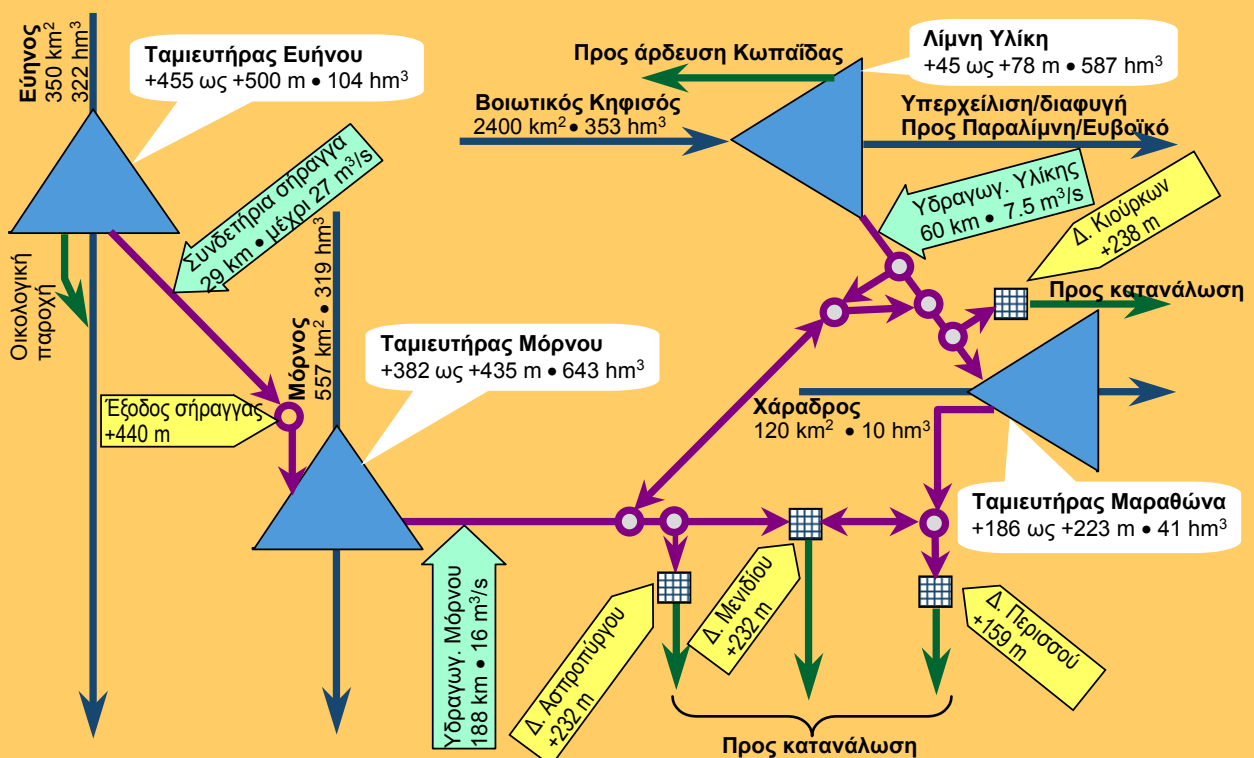 Εύηνος
350 km²
322 hm³
Ταμιευτήρας Ευήνου
+455 ως +500 m • 104 hm³
Προς άρδευση Κωπαΐδας
Λίμνη Υλίκη
+45 ως +78 m • 587 hm³
Βοιωτικός Κηφισός
2400 km² • 353 hm³
Υπερχείλιση/διαφυγή
Προς Παραλίμνη/Ευβοϊκό
Συνδετήρια σήραγγα
29 km • μέχρι 27 m³/s
Υδραγωγ. Υλίκης
60 km • 7.5 m³/s
Δ. Κιούρκων
+238 m
Προς κατανάλωση
Οικολογική
παροχή
Μόρνος
557 km² • 319 hm³
Ταμιευτήρας Μόρνου
+382 ως +435 m • 643 hm³
Έξοδος σήραγγας
+440 m
Χάραδρος
120 km² • 10 hm³
Ταμιευτήρας Μαραθώνα
+186 ως +223 m • 41 hm³
Υδραγωγ. Μόρνου
188 km • 16 m³/s
Δ. Ασπροπύργου
+232 m
Δ. Μενιδίου
+232 m
Δ. Περισσού
+159 m
Προς κατανάλωση